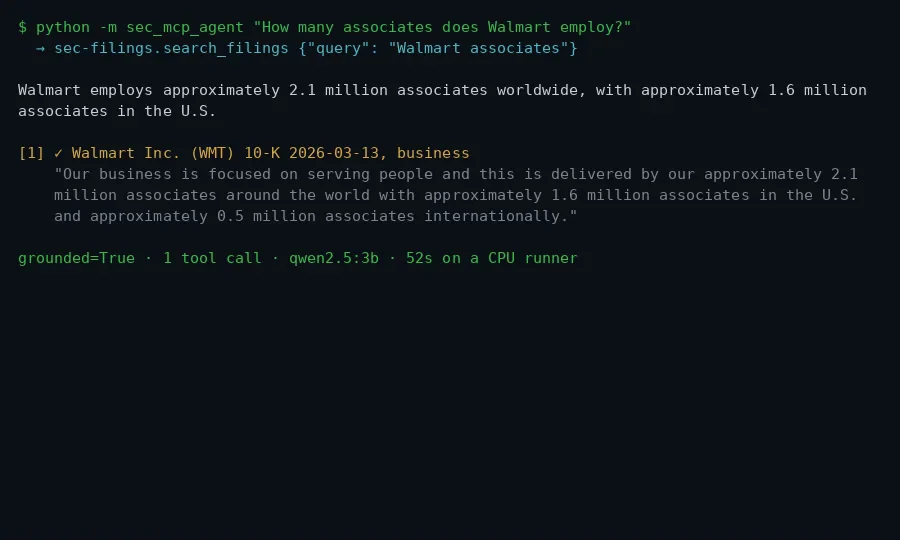 $ python -m sec_mcp_agent "How many associates does Walmart employ?"
→ sec-filings.search_filings {"query": "Walmart associates"}
Walmart employs approximately 2.1 million associates worldwide, with approximately 1.6 million
associates in the U.S.
[1] ✓ Walmart Inc. (WMT) 10-K 2026-03-13, business
"Our business is focused on serving people and this is delivered by our approximately 2.1
million associates around the world with approximately 1.6 million associates in the U.S.
and approximately 0.5 million associates internationally."
grounded=True · 1 tool call · qwen2.5:3b · 52s on a CPU runner